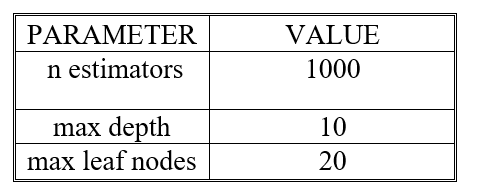 PARAMETER VALUE
n estimators 1000
max depth 10
max leaf nodes 20